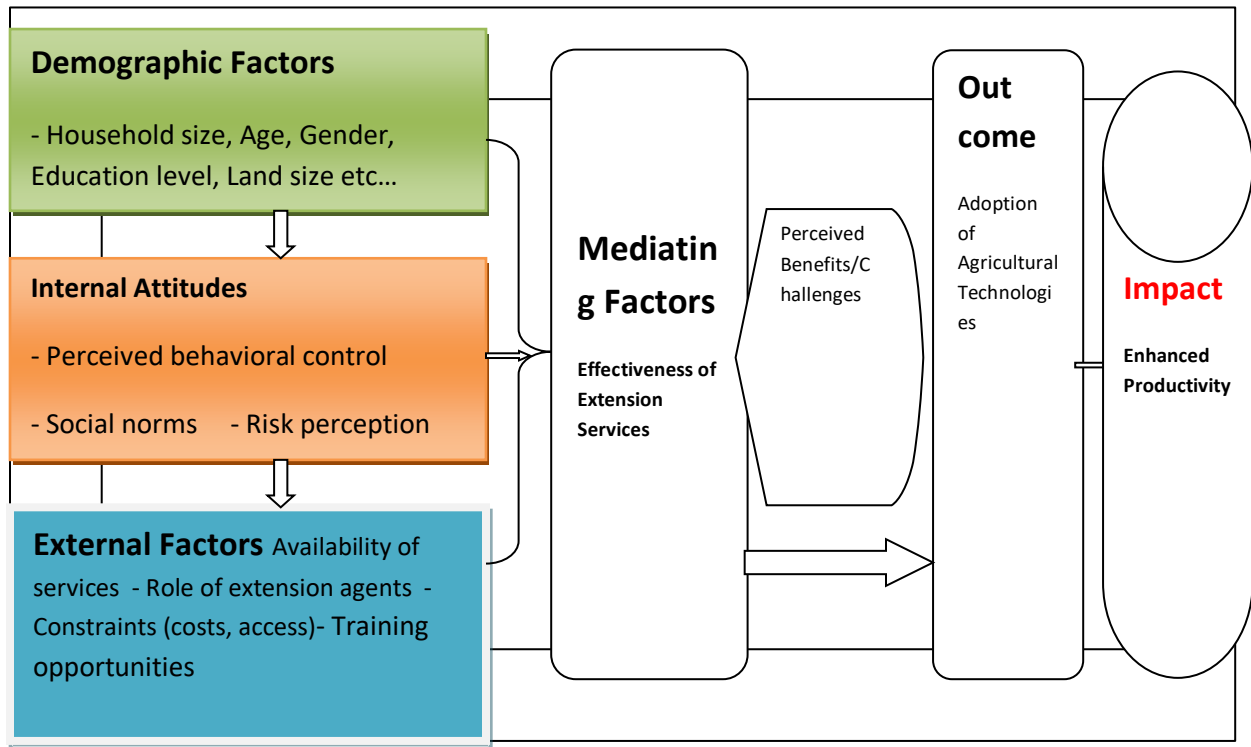 Demographic Factors
- Household size, Age, Gender,
Education level, Land size etc…
Internal Attitudes
- Perceived behavioral control
- Social norms - Risk perception
External Factors Availability of
services - Role of extension agents -
Constraints (costs, access)- Training
opportunities
Mediatin
g Factors
Effectiveness of
Extension
Services
Perceived
Benefits/C
hallenges
Out
come
Adoption
of
Agricultural
Technologi
es
Impact
Enhanced
Productivity